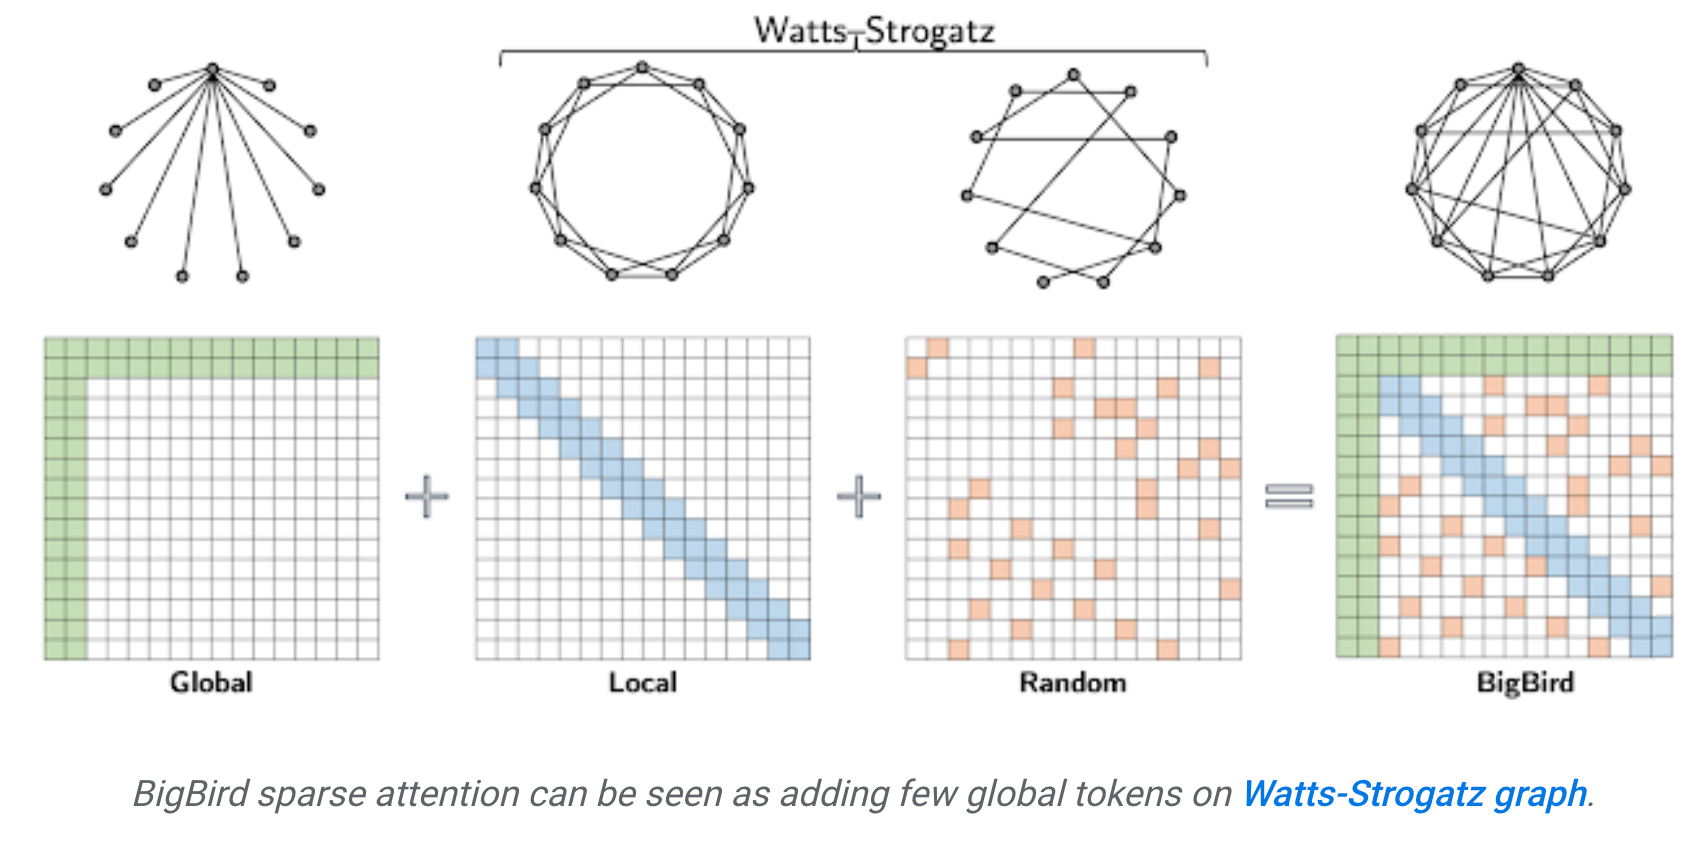 Watts–Strogatz
Global
Local
Random
BigBird
BigBird sparse attention can be seen as adding few global tokens on Watts-Strogatz graph.